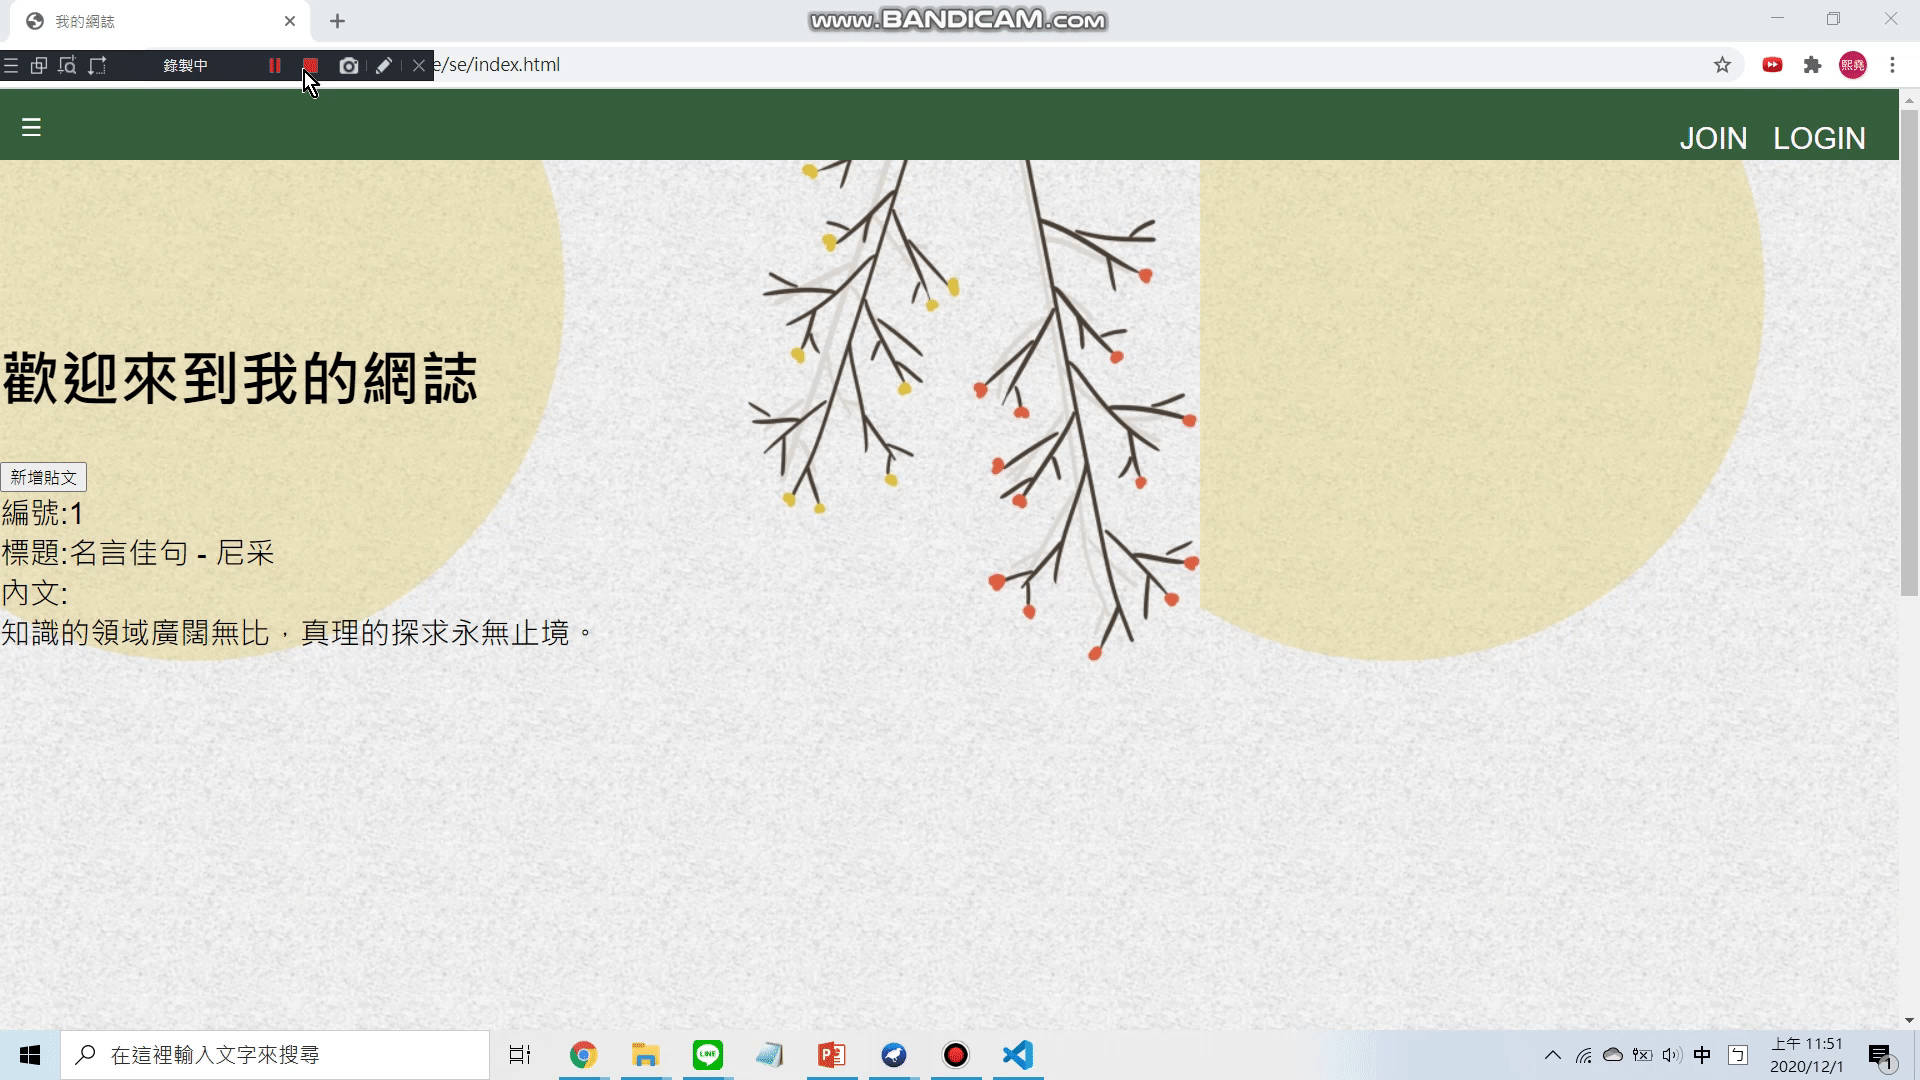 我的網誌
www.BANDICAM.com
錄製中
e/se/index.html
熙堯
☰
JOIN LOGIN
歡迎來到我的網誌
新增貼文
編號:1
標題:名言佳句 - 尼采
內文:
知識的領域廣闊無比，真理的探求永無止境。
在這裡輸入文字來搜尋
LINE
中
ㄅ
上午 11:51
2020/12/1
1